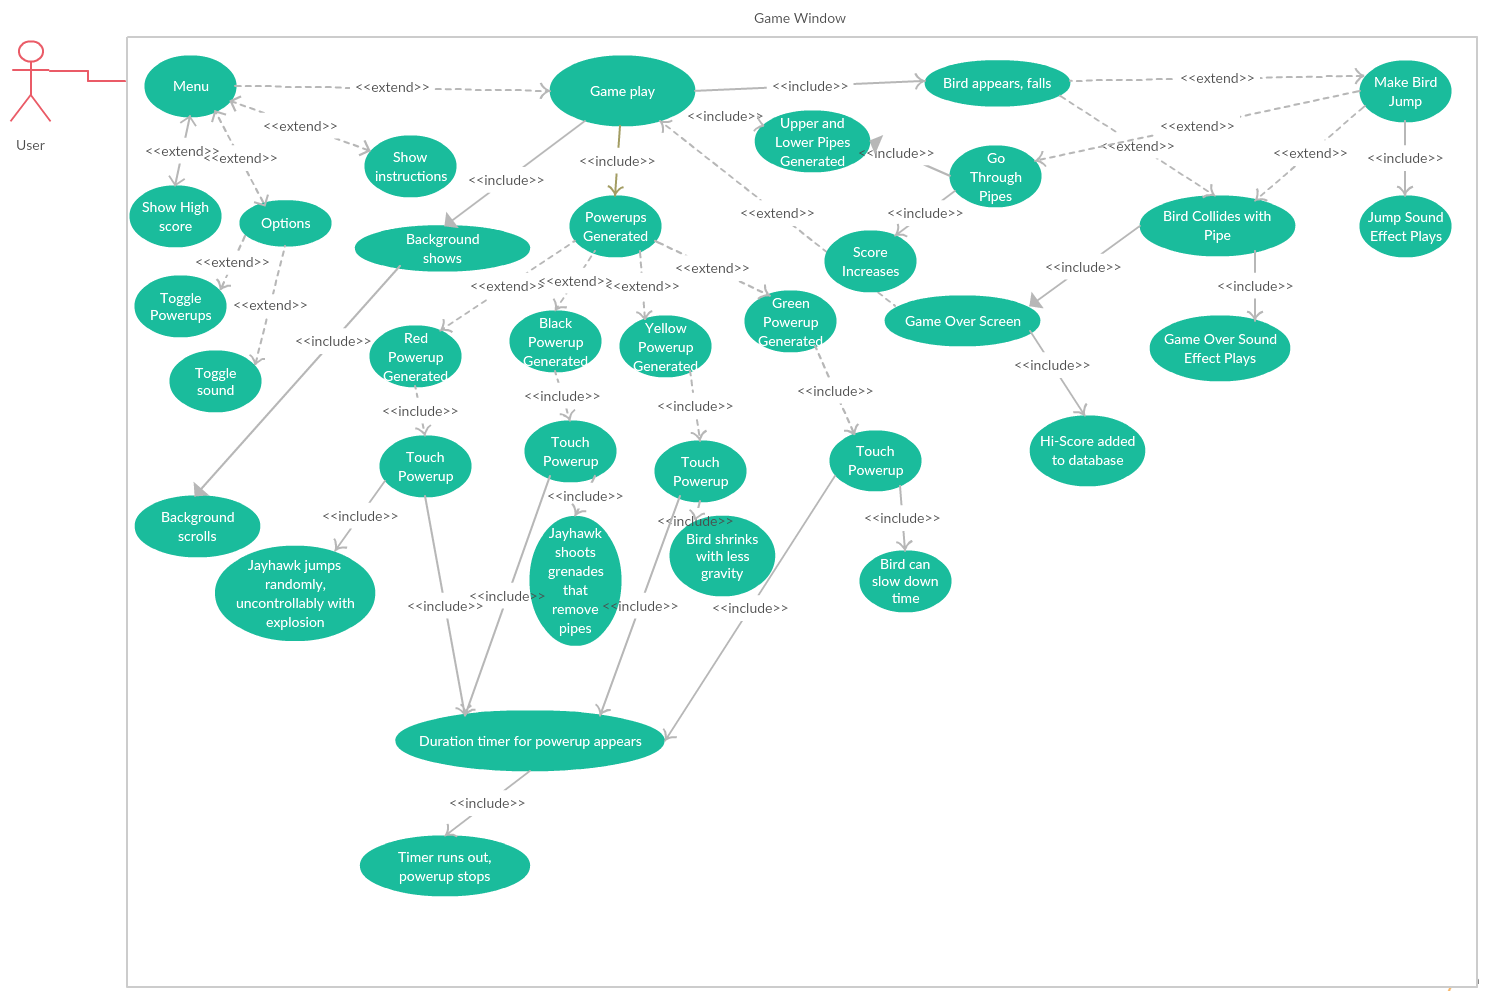 Game Window
User
Menu
<<extend>>
Game play
<<include>>
Bird appears, falls
<<extend>>
Make Bird
Jump
<<extend>>
<<include>>
Upper and
Lower Pipes
Generated
<<extend>>
<<extend>>
<<extend>>
Show
instructions
<<include>>
<<include>>
Go
Through
Pipes
<<extend>>
<<extend>>
<<include>>
<<extend>>
<<include>>
Show High
score
Options
Background
shows
Powerups
Generated
<<extend>>
<<include>>
Bird Collides with
Pipe
Jump Sound
Effect Plays
<<extend>>
<<extend>>
<<extend>>
<<extend>>
<<extend>>
Score
Increases
<<include>>
<<include>>
Toggle
Powerups
<<extend>>
<<include>>
Red
Powerup
Generated
Black
Powerup
Generated
Yellow
Powerup
Generated
Green
Powerup
Generated
Game Over Screen
Game Over Sound
Effect Plays
Toggle
sound
<<include>>
<<include>>
<<include>>
<<include>>
<<include>>
Touch
Powerup
Touch
Powerup
Touch
Powerup
Touch
Powerup
Hi-Score added
to database
Background
scrolls
<<include>>
<<include>>
<<include>>
<<include>>
Jayhawk jumps
randomly,
uncontrollably with
explosion
Jayhawk
shoots
grenades
that
remove
pipes
Bird shrinks
with less
gravity
Bird can
slow down
time
<<include>>
<<include>>
<<include>>
<<include>>
Duration timer for powerup appears
<<include>>
Timer runs out,
powerup stops